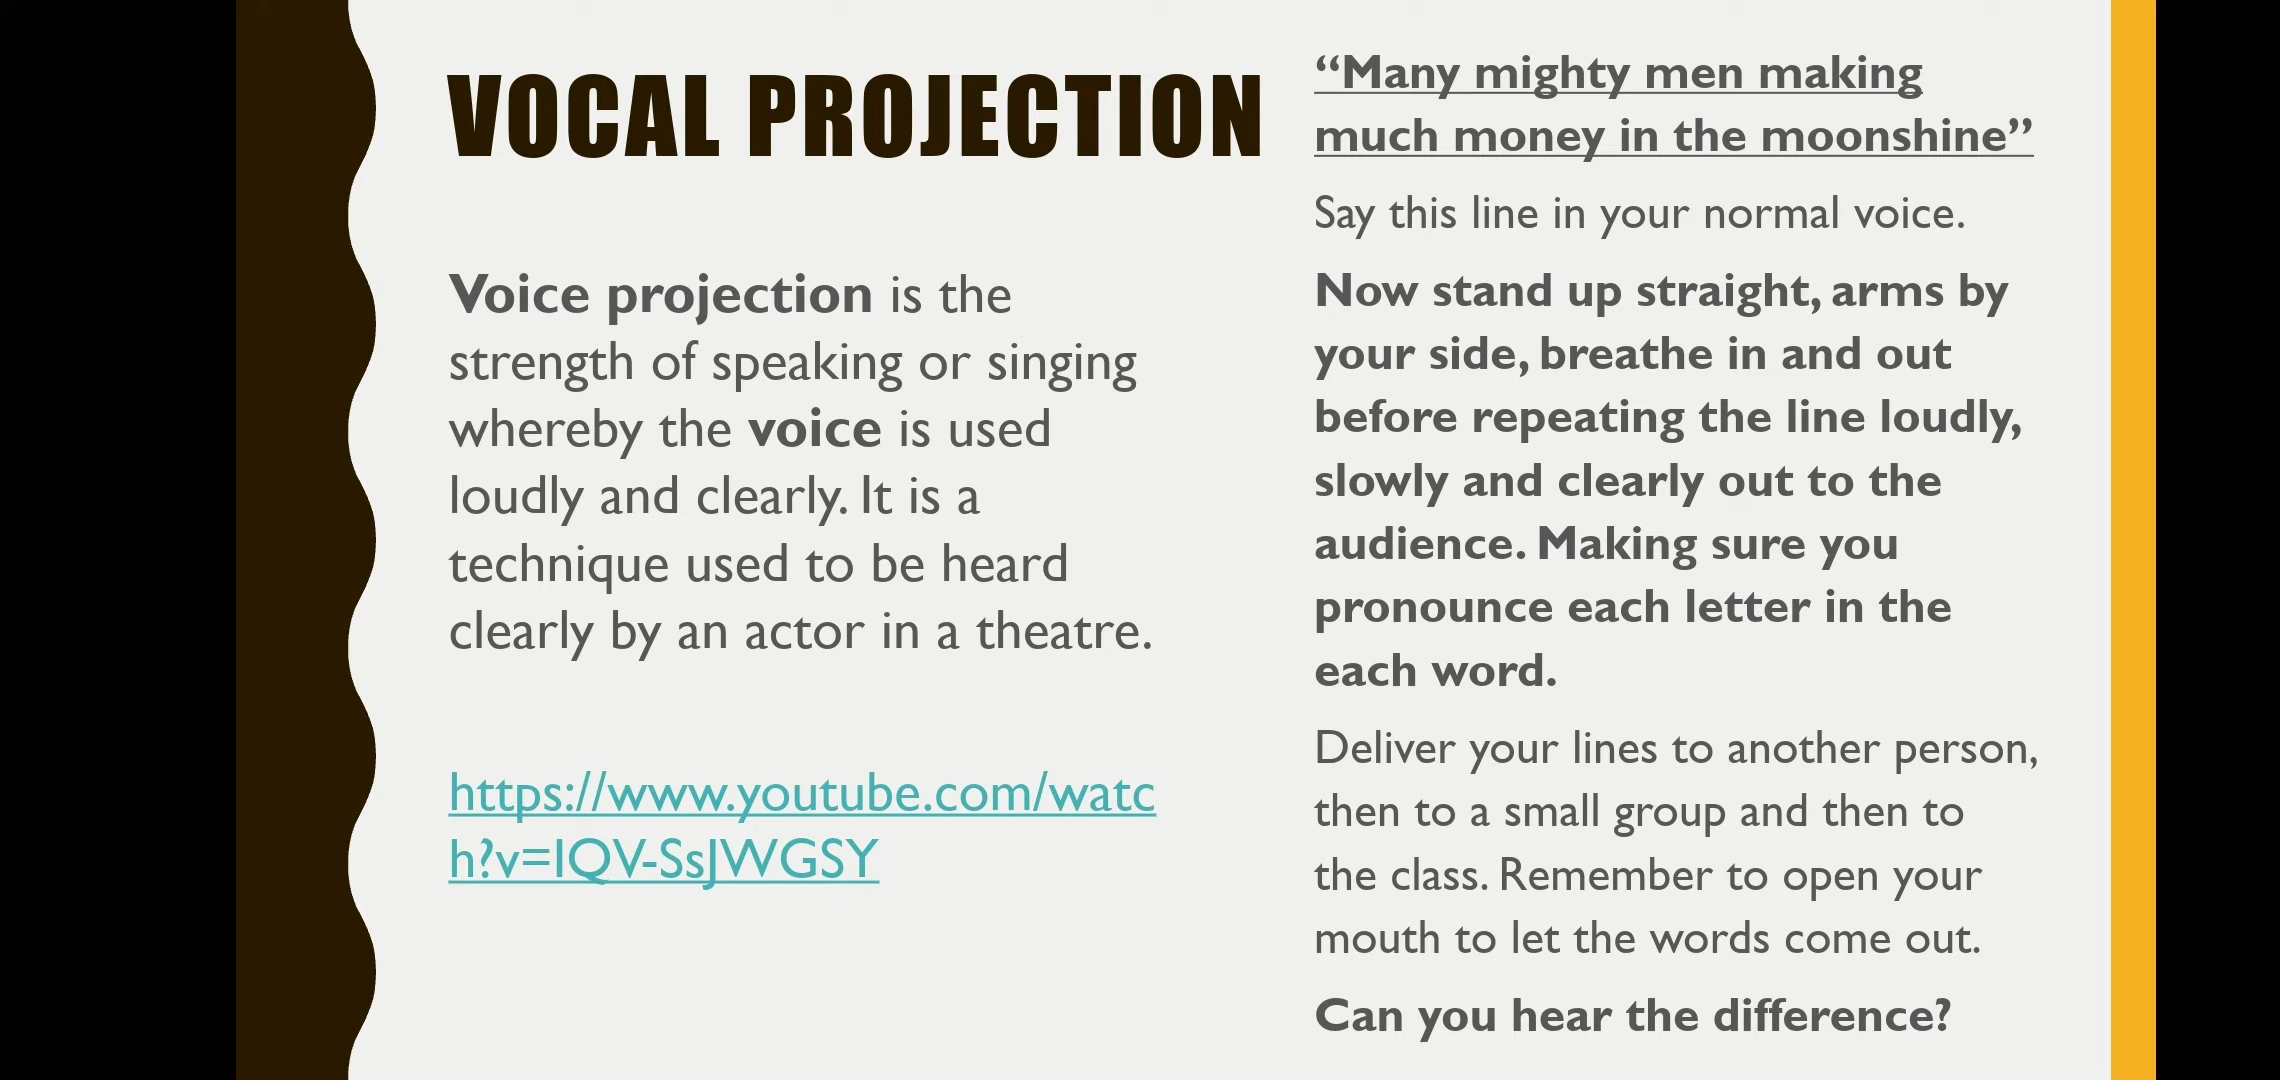 VOCAL PROJECTION
Voice projection is the
strength of speaking or singing
whereby the voice is used
loudly and clearly. It is a
technique used to be heard
clearly by an actor in a theatre.
https://www.youtube.com/watc
h?v=IQV-SsJWGSY
“Many mighty men making
much money in the moonshine”
Say this line in your normal voice.
Now stand up straight, arms by
your side, breathe in and out
before repeating the line loudly,
slowly and clearly out to the
audience. Making sure you
pronounce each letter in the
each word.
Deliver your lines to another person,
then to a small group and then to
the class. Remember to open your
mouth to let the words come out.
Can you hear the difference?